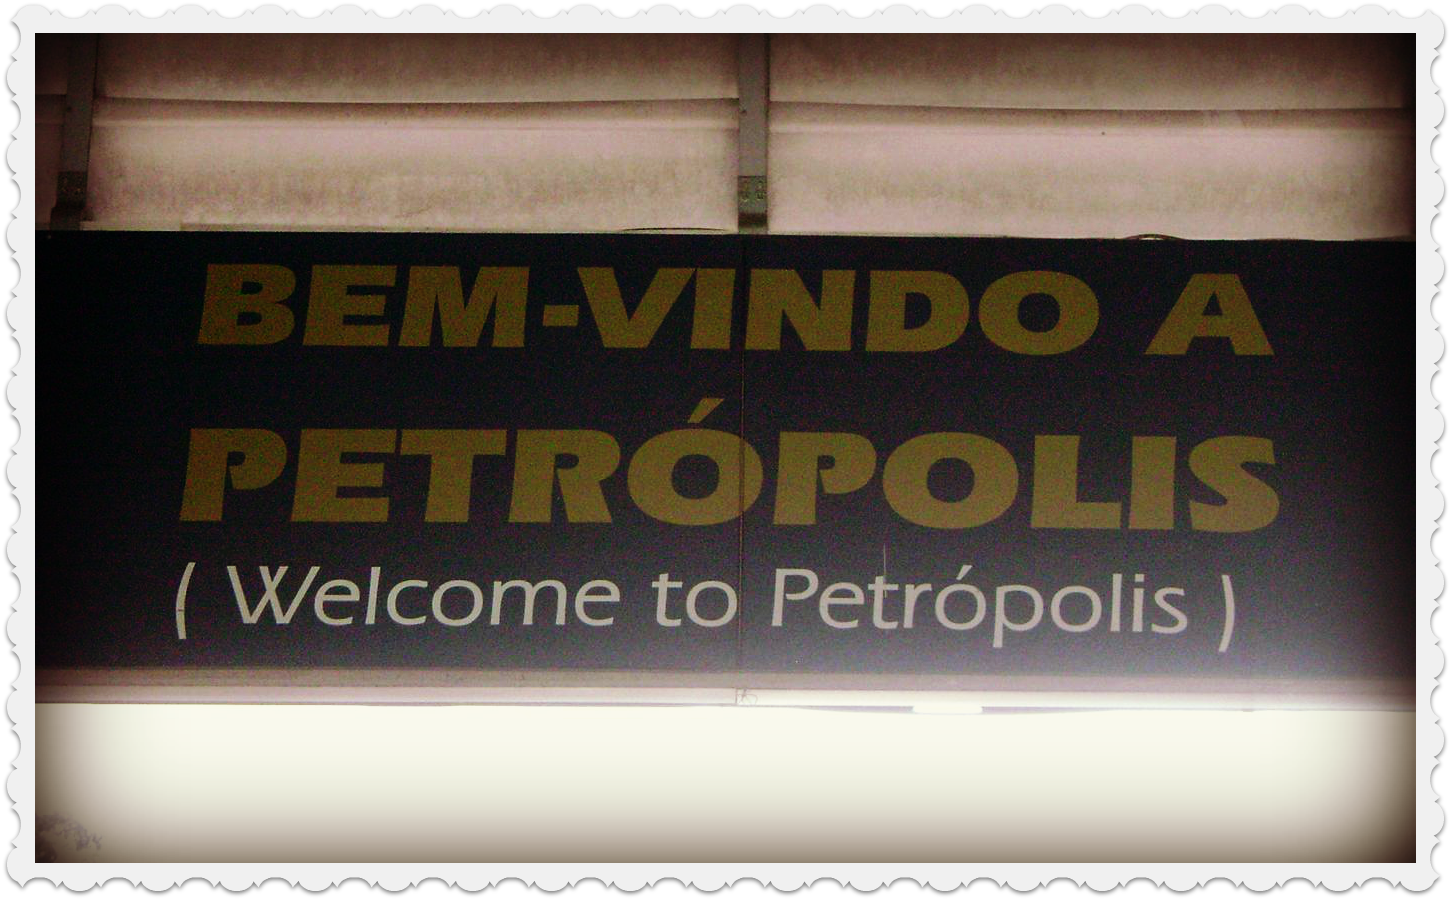 BEM-VINDO A
PETRÓPOLIS
( Welcome to Petrópolis )